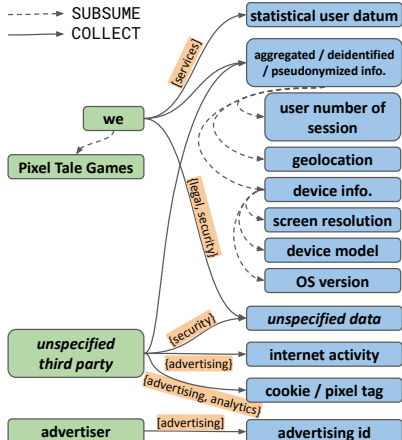 SUBSUME
COLLECT
statistical user datum
[services]
aggregated / deidentified
/ pseudonymized info.
we
user number of
session
Pixel Tale Games
geolocation
{legal, security}
device info.
screen resolution
device model
OS version
{security}
unspecified data
unspecified
third party
{advertising}
internet activity
{advertising, analytics}
cookie / pixel tag
advertiser
[advertising]
advertising id